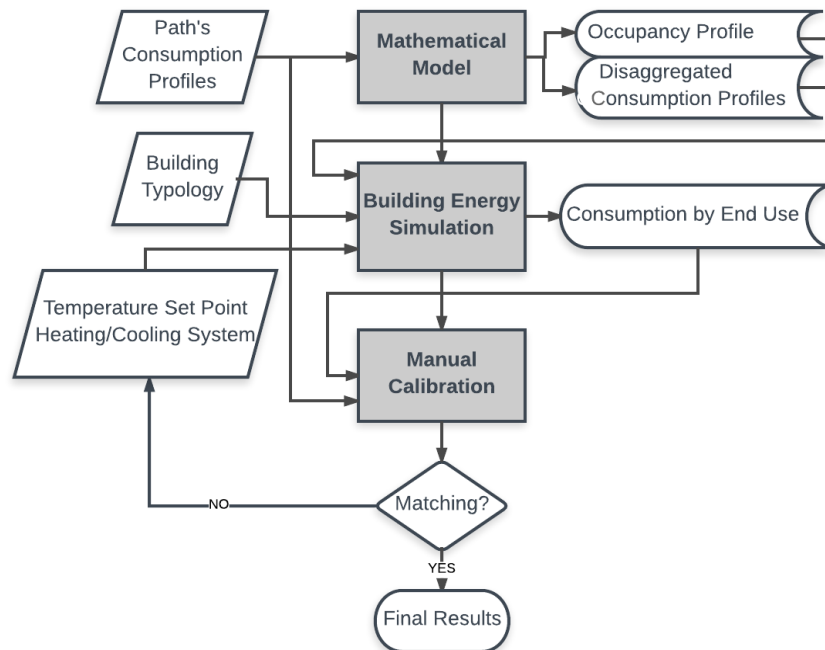 Path's
Consumption
Profiles
Mathematical
Model
Occupancy Profile
Disaggregated
Consumption Profiles
Building
Typology
Building Energy
Simulation
Consumption by End Use
Temperature Set Point
Heating/Cooling System
Manual
Calibration
Matching?
NO
YES
Final Results